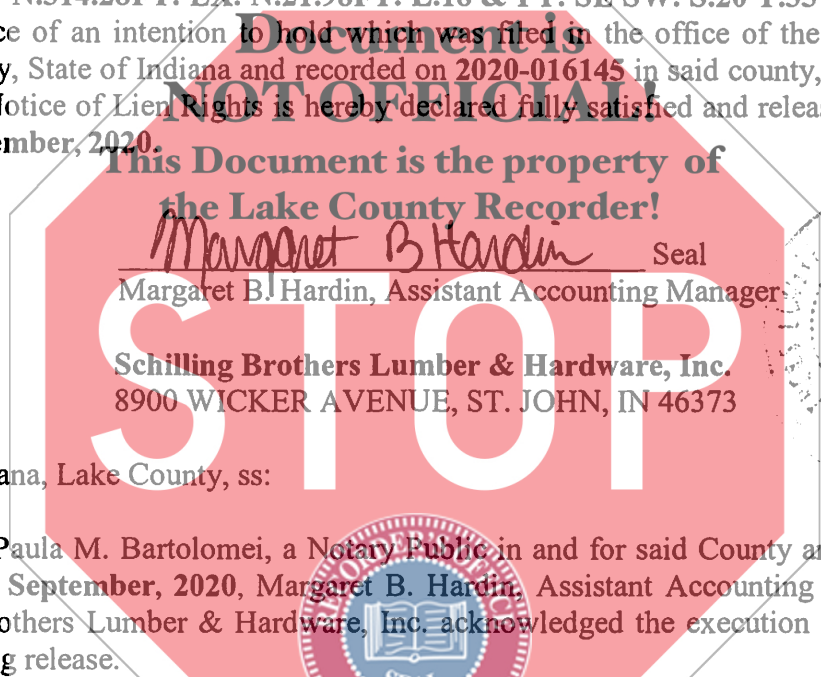 N.314.28FT. EX. N.21.98FT. L.18 & PT. SE SW. S.20 T.35
Document is
ce of an intention to hold which was filed in the office of the
y, State of Indiana and recorded on 2020-016145 in said county,
NOT OFFICIAL!
otice of Lien Rights is hereby declared fully satisfied and relea
ember, 2020.
This Document is the property of
the Lake County Recorder!
Margaret B Hardin Seal
Margaret B. Hardin, Assistant Accounting Manager
STOP
Schilling Brothers Lumber & Hardware, Inc.
8900 WICKER AVENUE, ST. JOHN, IN 46373
ana, Lake County, ss:
Paula M. Bartolomei, a Notary Public in and for said County a
September, 2020, Margaret B. Hardin, Assistant Accounting
others Lumber & Hardware, Inc. acknowledged the execution
g release.